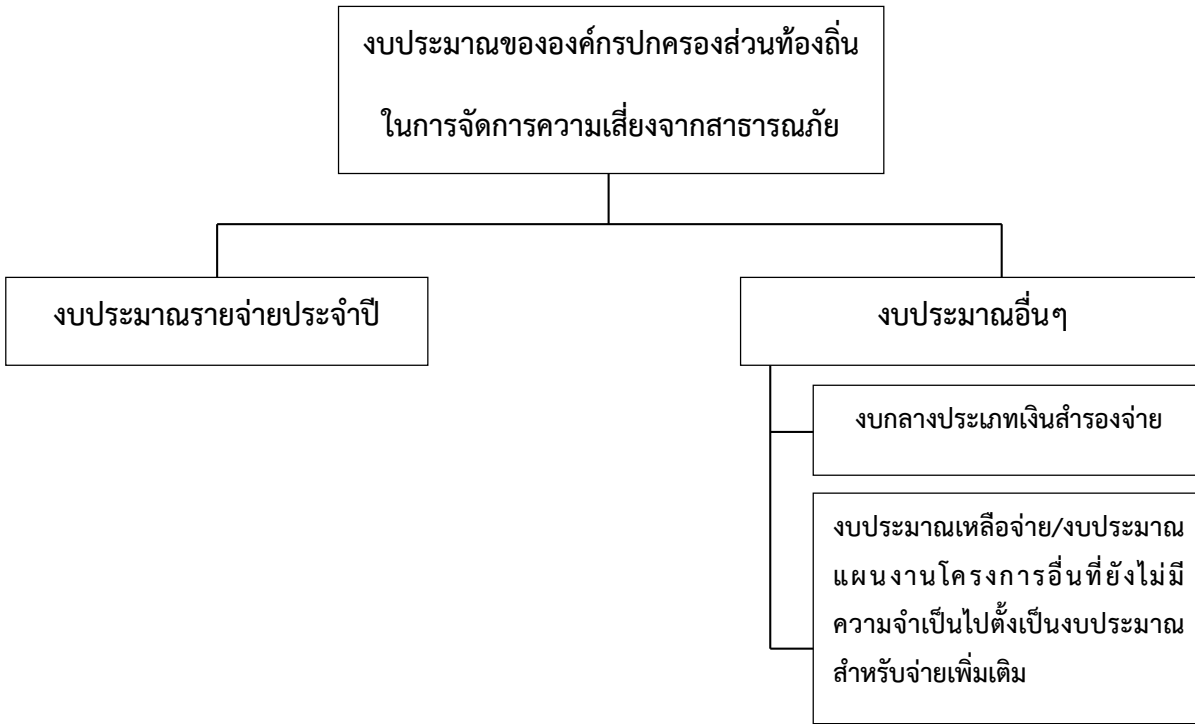 งบประมาณขององค์กรปกครองส่วนท้องถิ่น
ในการจัดการความเสี่ยงจากสาธารณภัย
งบประมาณรายจ่ายประจำปี
งบประมาณอื่นๆ
งบกลางประเภทเงินสำรองจ่าย
งบประมาณเหลือจ่าย/งบประมาณ
แผนงานโครงการอื่นที่ยังไม่มี
ความจำเป็นไปตั้งเป็นงบประมาณ
สำหรับจ่ายเพิ่มเติม